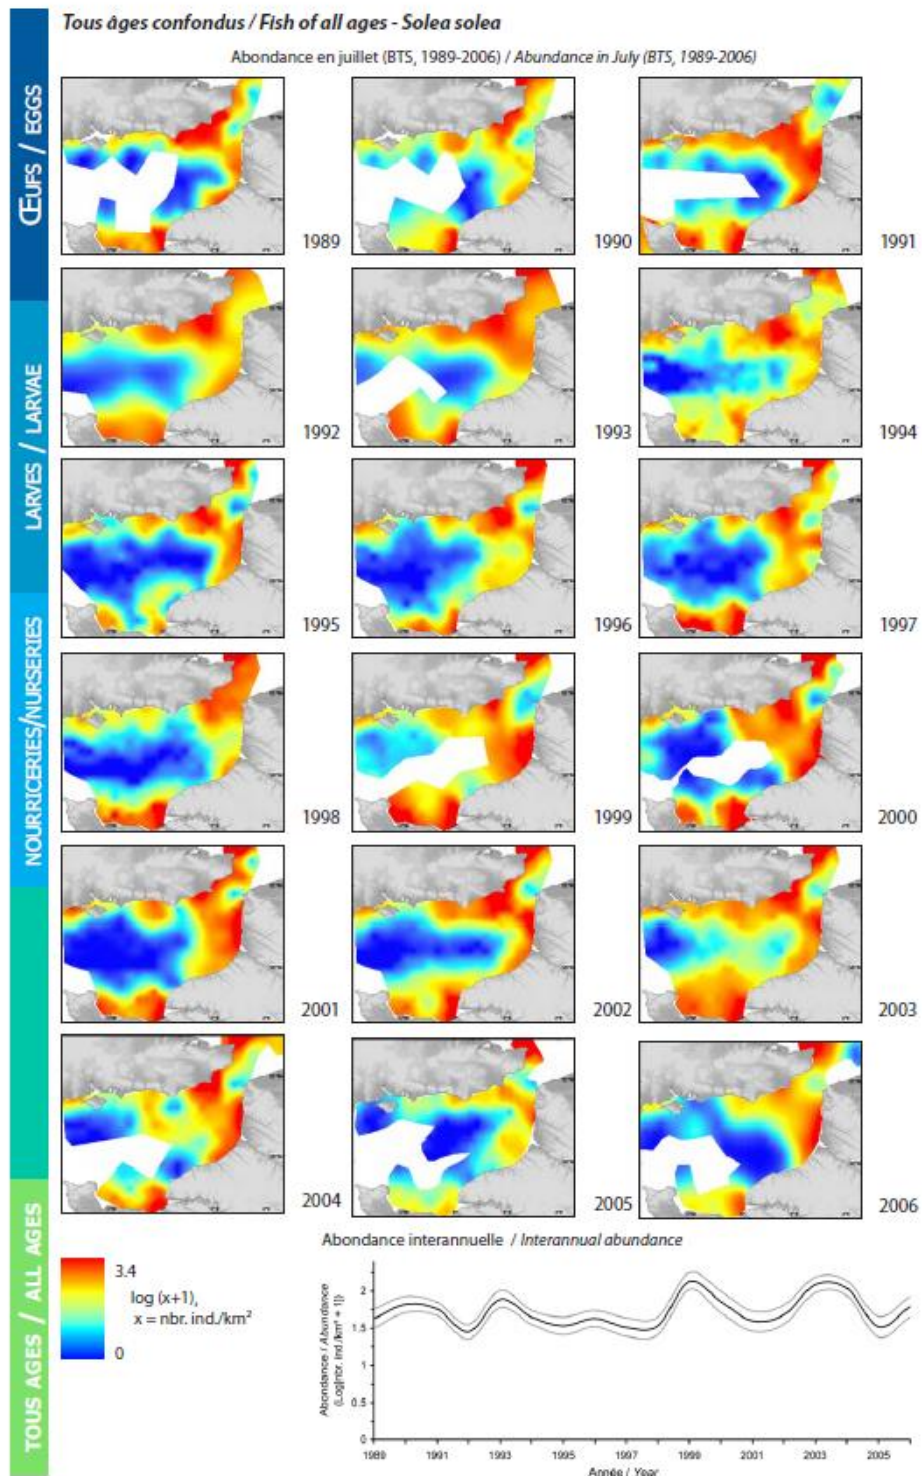 Tous âges confondus / Fish of all ages - Solea solea
Abondance en juillet (BTS, 1989-2006) / Abundance in July (BTS, 1989-2006)
ŒUFS / EGGS
LARVES / LARVAE
NOURRICERIES/NURSERIES
TOUS AGES / ALL AGES
1989
1990
1991
1992
1993
1994
1995
1996
1997
1998
1999
2000
2001
2002
2003
2004
2005
2006
3.4
log (x+1),
x = nbr. ind./km²
0
Abondance interannuelle / Interannual abundance
Abondance / Abundance
(Log[nbr. ind./km² + 1])
2
1.5
1
0.5
0
1989 1991 1993 1995 1997 1999 2001 2003 2005
Année / Year